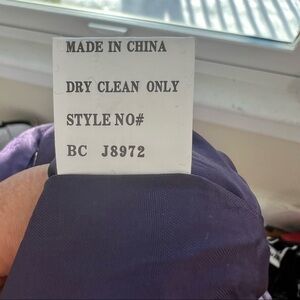 MADE IN CHINA
DRY CLEAN ONLY
STYLE NO#
BC J8972